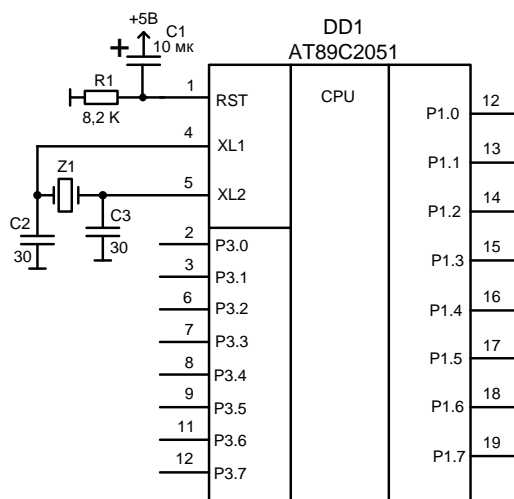 +5В
C1
10 мк
+
DD1
AT89C2051
R1
8,2 К
1
RST
CPU
4
XL1
Z1
5
XL2
C2
30
C3
30
2
P3.0
3
P3.1
6
P3.2
7
P3.3
8
P3.4
9
P3.5
11
P3.6
12
P3.7
P1.0
12
P1.1
13
P1.2
14
P1.3
15
P1.4
16
P1.5
17
P1.6
18
P1.7
19